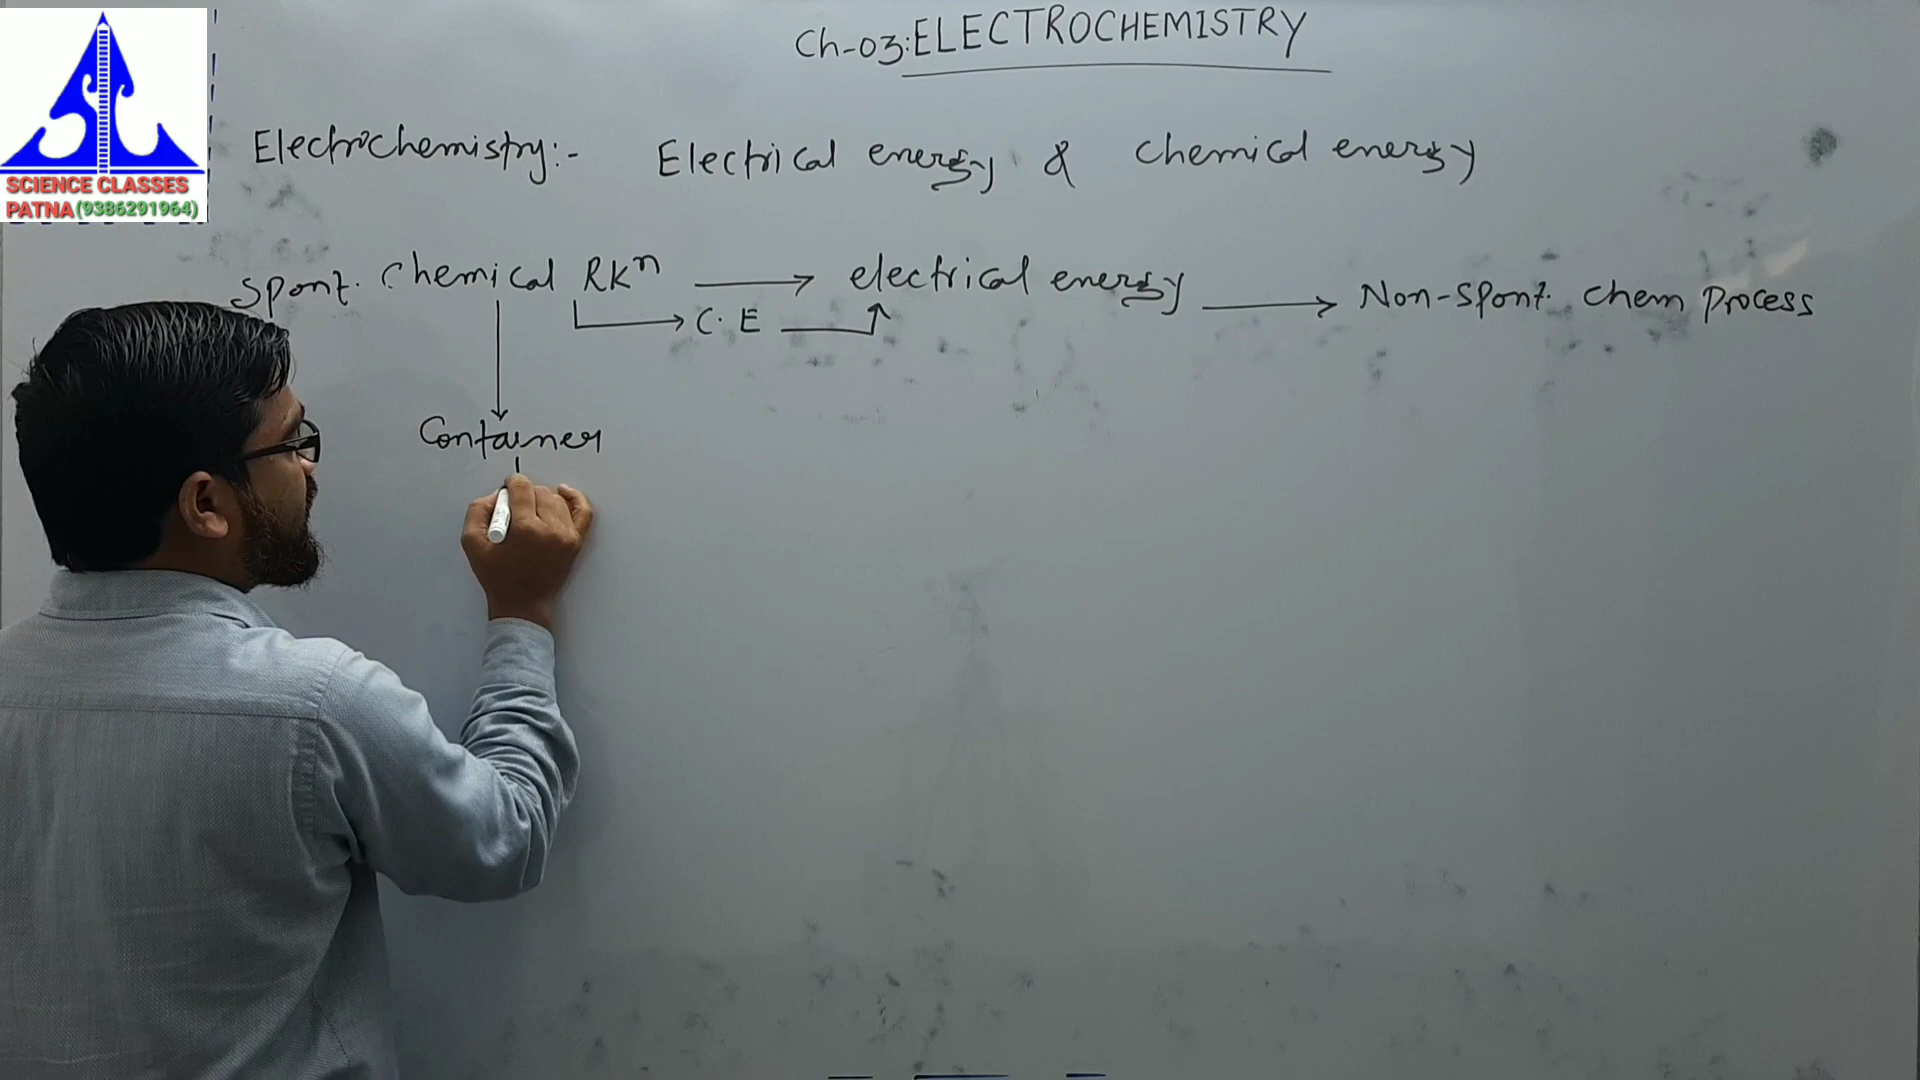 Ch-03:ELECTROCHEMISTRY
Electrochemistry:- Electrical energy & Chemical energy
Spont. Chemical RKⁿ → electrical energy → Non-Spont. Chem Process
→ C.E
Container
SCIENCE CLASSES
PATNA(9386291964)